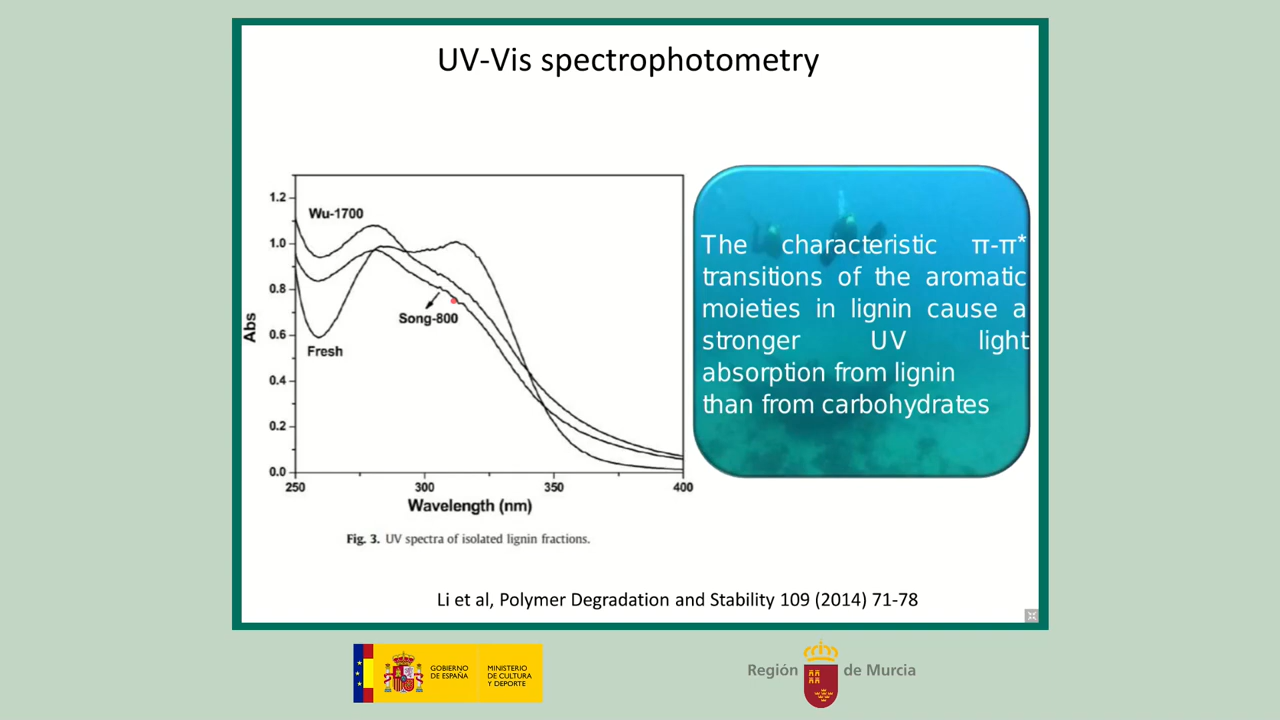 UV-Vis spectrophotometry
1.2
1.0
0.8
0.6
0.4
0.2
0.0
Abs
Wu-1700
Song-800
Fresh
250
300
350
400
Wavelength (nm)
Fig. 3. UV spectra of isolated lignin fractions.
The characteristic π-π*
transitions of the aromatic
moieties in lignin cause a
stronger UV light
absorption from lignin
than from carbohydrates
Li et al, Polymer Degradation and Stability 109 (2014) 71-78
GOBIERNO
DE ESPAÑA
MINISTERIO
DE CULTURA
Y DEPORTE
Región de Murcia